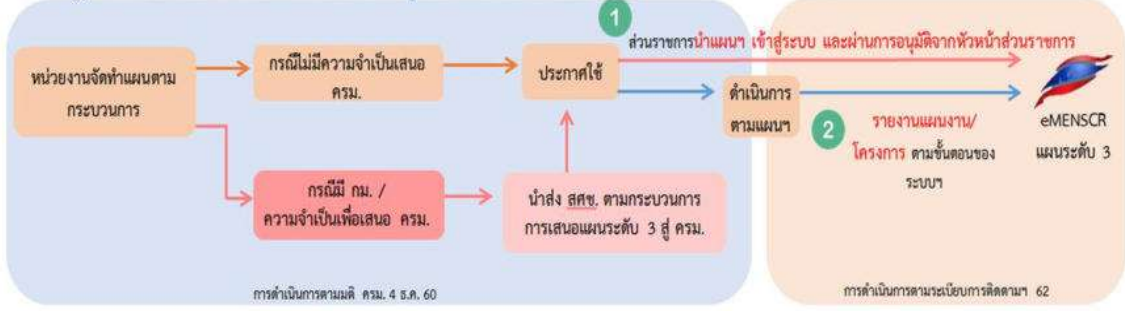 1
ส่วนราชการนำแผนฯ เข้าสู่ระบบ และผ่านการอนุมัติจากหัวหน้าส่วนราชการ
หน่วยงานจัดทำแผนตาม
กระบวนการ
กรณีไม่มีความจำเป็นเสนอ
ครม.
ประกาศใช้
ดำเนินการ
ตามแผนฯ
2
รายงานแผนงาน/
โครงการ ตามขั้นตอนของ
ระบบฯ
eMENSCR
แผนระดับ 3
กรณีมี กม. /
ความจำเป็นเพื่อเสนอ ครม.
นำส่ง สศช. ตามกระบวนการ
การเสนอแผนระดับ 3 สู่ ครม.
การดำเนินการตามมติ ครม. 4 ธ.ค. 60
การดำเนินการตามระเบียบการติดตามฯ 62